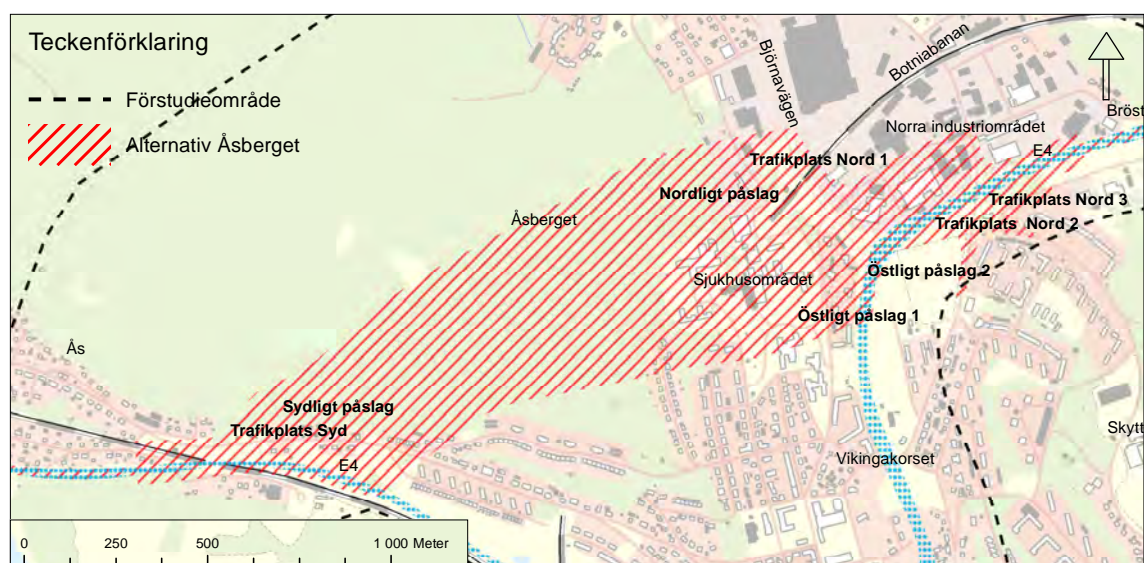 Teckenförklaring
Förstudieområde
Alternativ Åsberget
Björnavägen
Botniabanan
Norra industriområdet
Bröst
E4
Trafikplats Nord 1
Nordligt påslag
Trafikplats Nord 3
Åsberget
Trafikplats Nord 2
Sjukhusområdet
Östligt påslag 2
Östligt påslag 1
Ås
Sydligt påslag
Trafikplats Syd
Skytt
Vikingakorset
E4
0 250 500 1 000 Meter